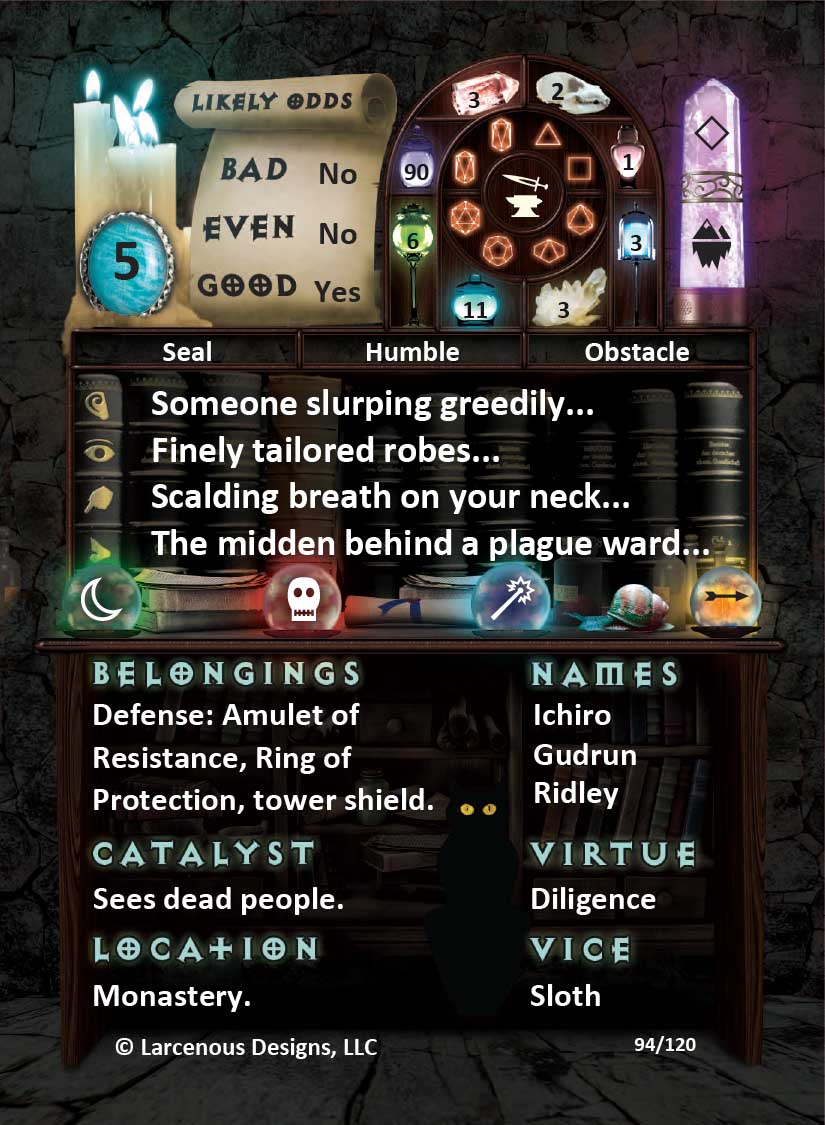 LIKELY ODDS
BAD No
EVEN No
GOOD Yes
5
3
2
90
1
6
3
11
3
Seal
Humble
Obstacle
Someone slurping greedily...
Finely tailored robes...
Scalding breath on your neck...
The midden behind a plague ward...
BELONGINGS
Defense: Amulet of
Resistance, Ring of
Protection, tower shield.
NAMES
Ichiro
Gudrun
Ridley
CATALYST
Sees dead people.
VIRTUE
Diligence
LOCATION
Monastery.
VICE
Sloth
© Larcenous Designs, LLC
94/120